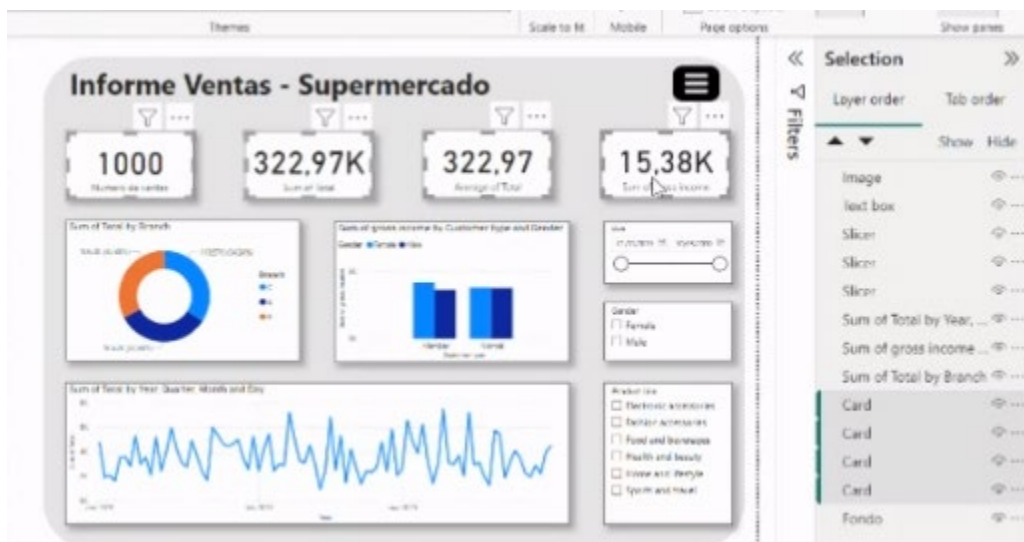 Themes
Scale to fit
Mobile
Page options
Show panes
Informe Ventas - Supermercado
1000
Numero de ventas
322,97K
Sum of Total
322,97
Average of Total
15,38K
Sum of gross income
Sum of Total by Branch
Branch
C
A
B
Sum of gross income by Customer type and Gender
Gender Female Male
Member
Normal
Gender
Female
Male
Sum of Total by Year, Quarter, Month and Day
Year
Product line
Electronic accessories
Fashion accessories
Food and beverages
Health and beauty
Home and lifestyle
Sports and travel
Filters
Selection
Layer order
Tab order
Show
Hide
Image
Text box
Slicer
Slicer
Slicer
Sum of Total by Year, ...
Sum of gross income ...
Sum of Total by Branch
Card
Card
Card
Card
Fondo